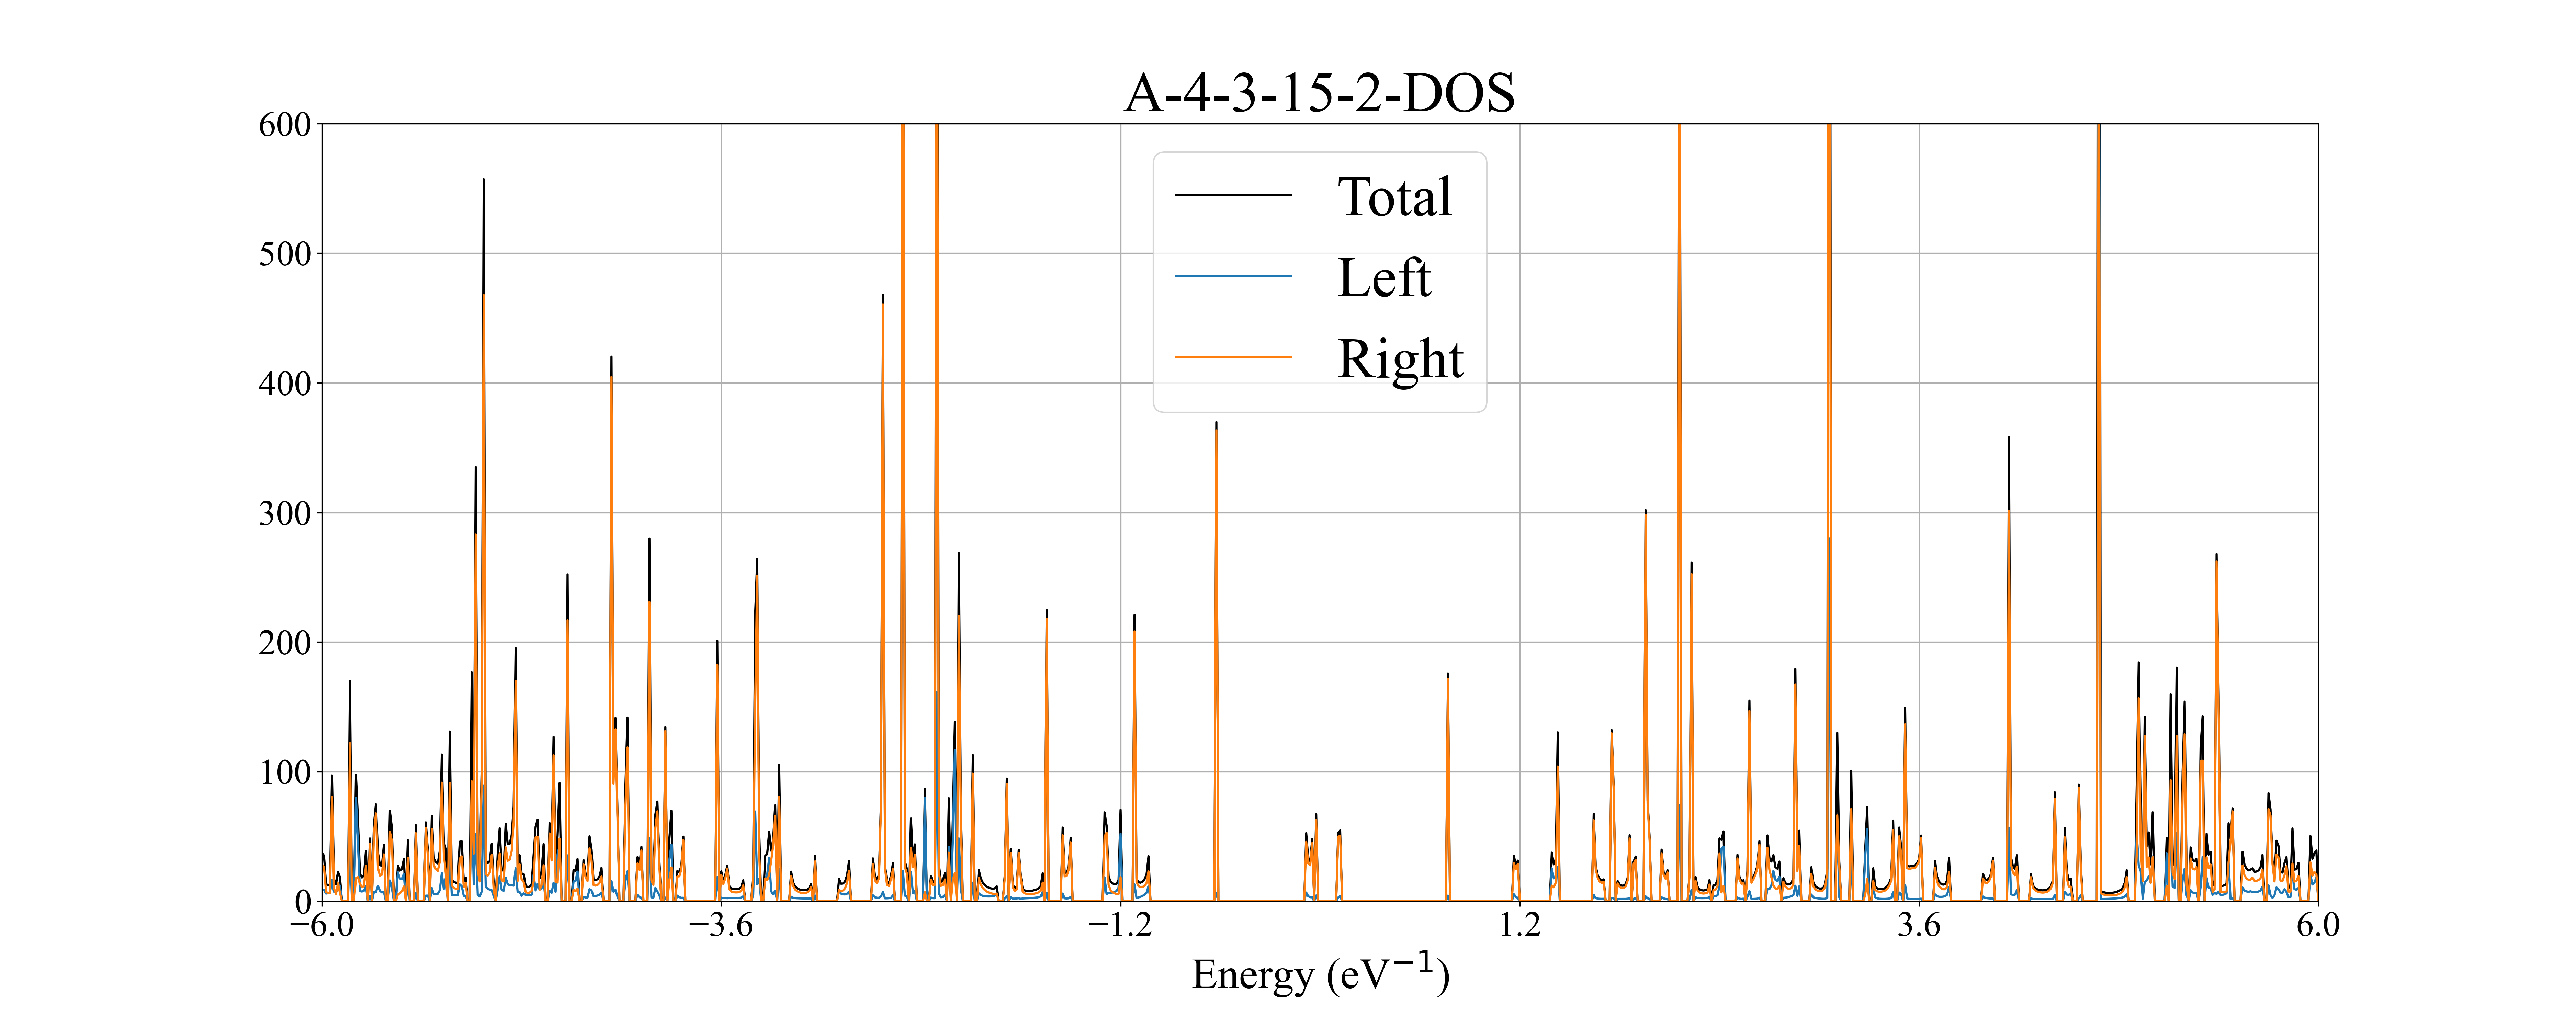 A-4-3-15-2-DOS
600
500
400
300
200
100
0
Total
Left
Right
−6.0 −3.6 −1.2 1.2 3.6 6.0
Energy (eV⁻¹)